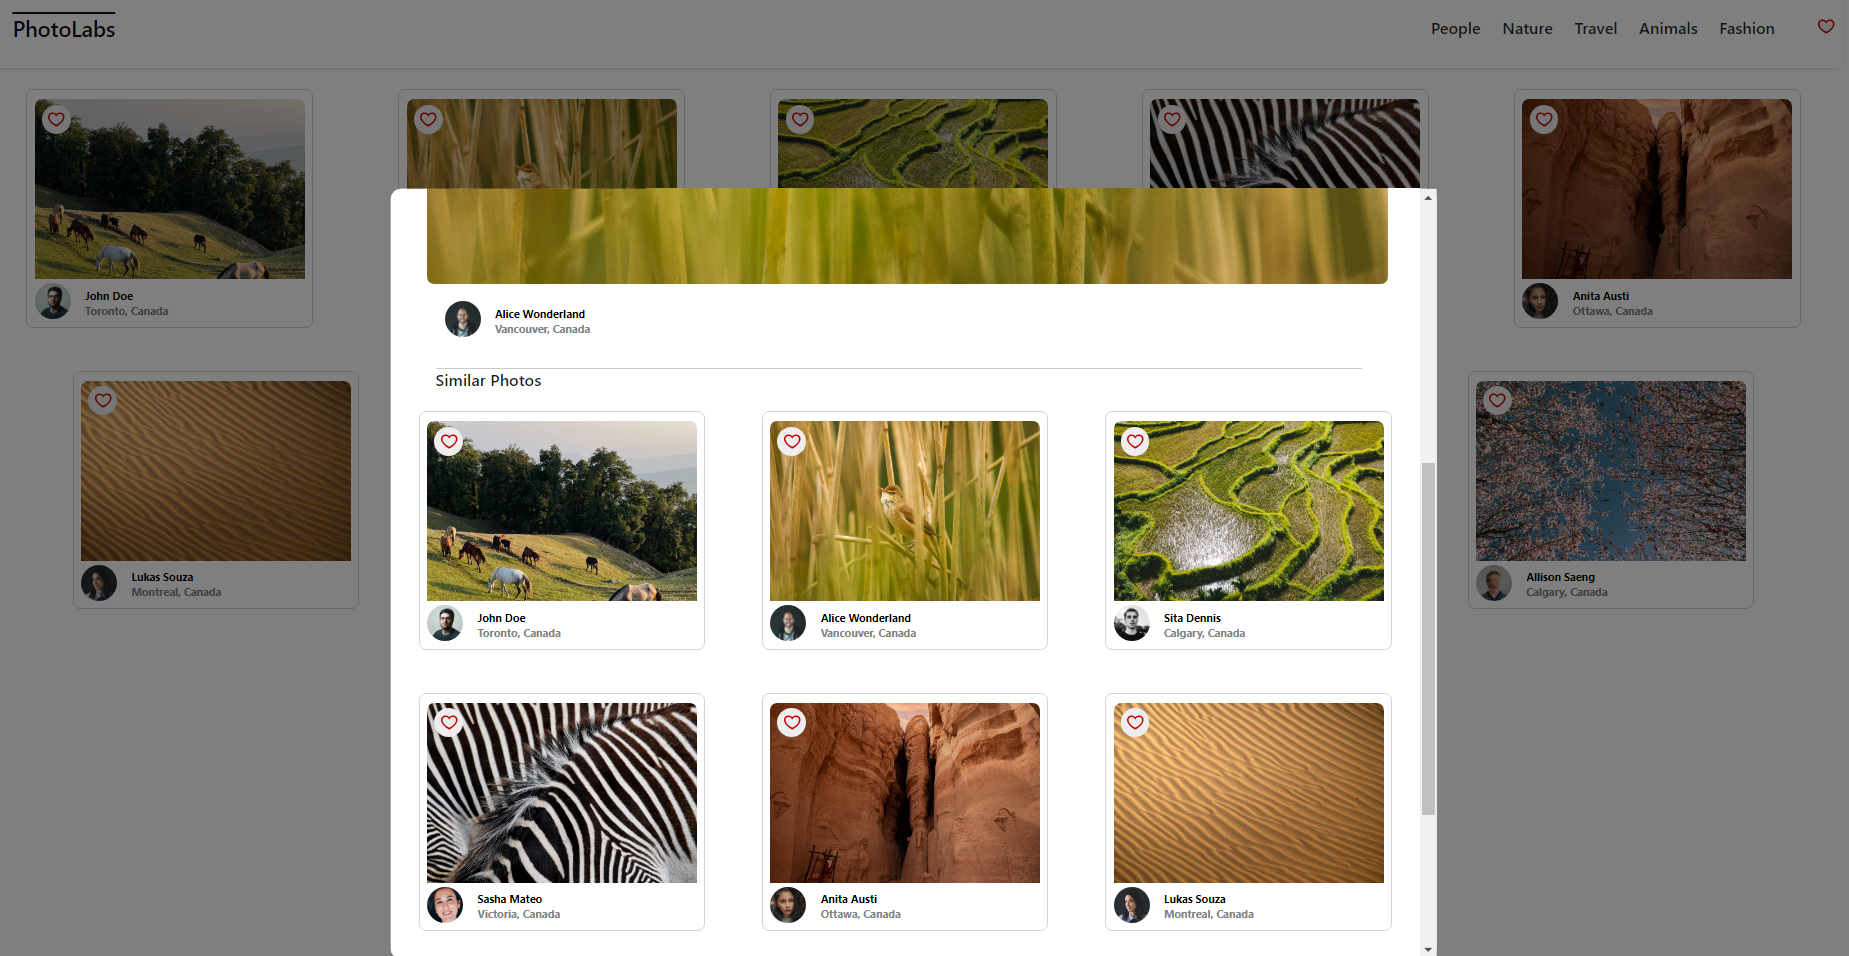 PhotoLabs
People Nature Travel Animals Fashion
John Doe
Toronto, Canada
Anita Austi
Ottawa, Canada
Lukas Souza
Montreal, Canada
Allison Saeng
Calgary, Canada
Alice Wonderland
Vancouver, Canada
Similar Photos
John Doe
Toronto, Canada
Alice Wonderland
Vancouver, Canada
Sita Dennis
Calgary, Canada
Sasha Mateo
Victoria, Canada
Anita Austi
Ottawa, Canada
Lukas Souza
Montreal, Canada